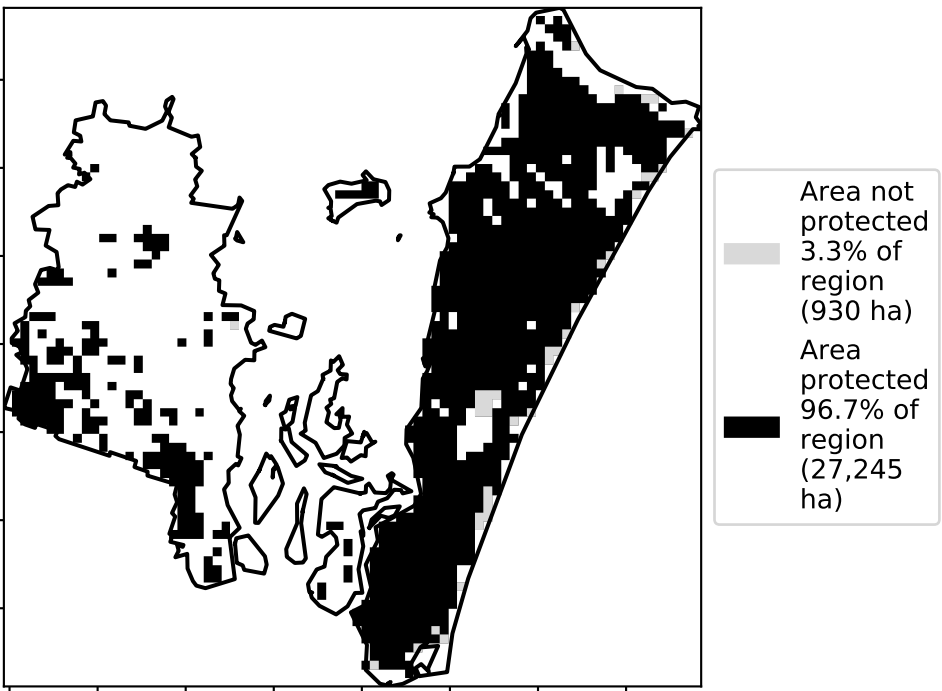 Area not
protected
3.3% of
region
(930 ha)
Area
protected
96.7% of
region
(27,245
ha)